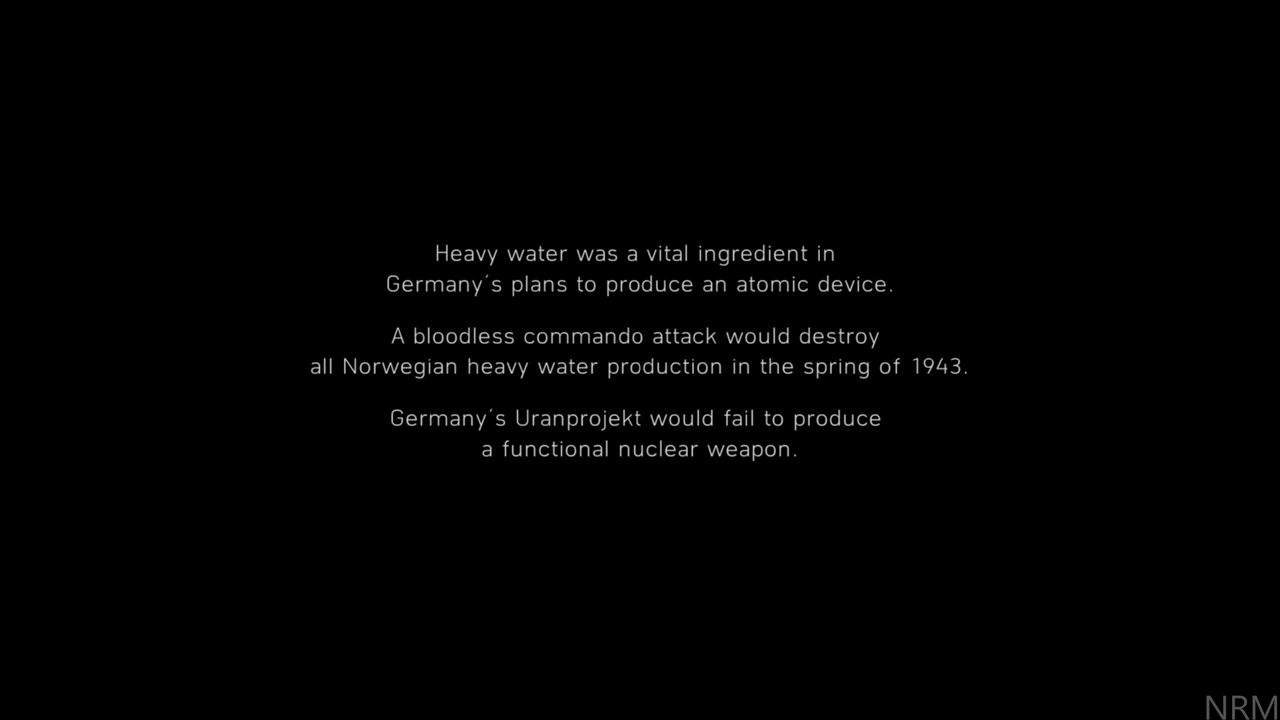 Heavy water was a vital ingredient in
Germany´s plans to produce an atomic device.
A bloodless commando attack would destroy
all Norwegian heavy water production in the spring of 1943.
Germany´s Uranprojekt would fail to produce
a functional nuclear weapon.
NRM